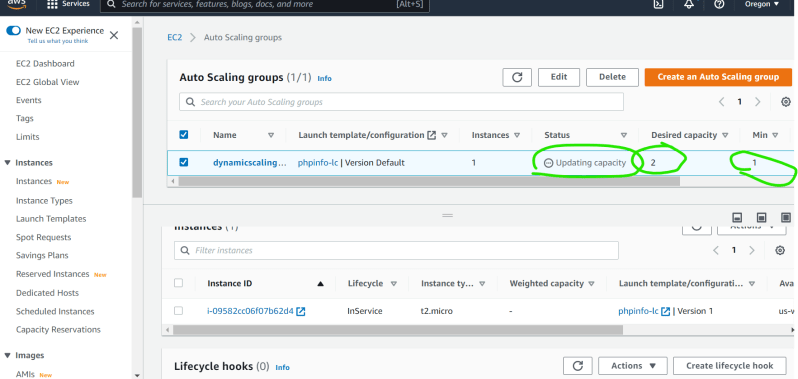 aws Services Search for services, features, blogs, docs, and more [Alt+S] Oregon ▼
New EC2 Experience
Tell us what you think
EC2 Dashboard
EC2 Global View
Events
Tags
Limits
Instances
Instances New
Instance Types
Launch Templates
Spot Requests
Savings Plans
Reserved Instances New
Dedicated Hosts
Scheduled Instances
Capacity Reservations
Images
AMIs New
EC2 > Auto Scaling groups
Auto Scaling groups (1/1) Info
Edit Delete Create an Auto Scaling group
Search your Auto Scaling groups
1
Name Launch template/configuration Instances Status Desired capacity Min
dynamicscaling... phpinfo-lc | Version Default 1 Updating capacity 2 1
Instances (1) Actions
Filter instances
1
Instance ID Lifecycle Instance ty... Weighted capacity Launch template/configurati... Ava
i-09582cc06f07b62d4 InService t2.micro - phpinfo-lc | Version 1 us-w
Lifecycle hooks (0) Info
Actions Create lifecycle hook